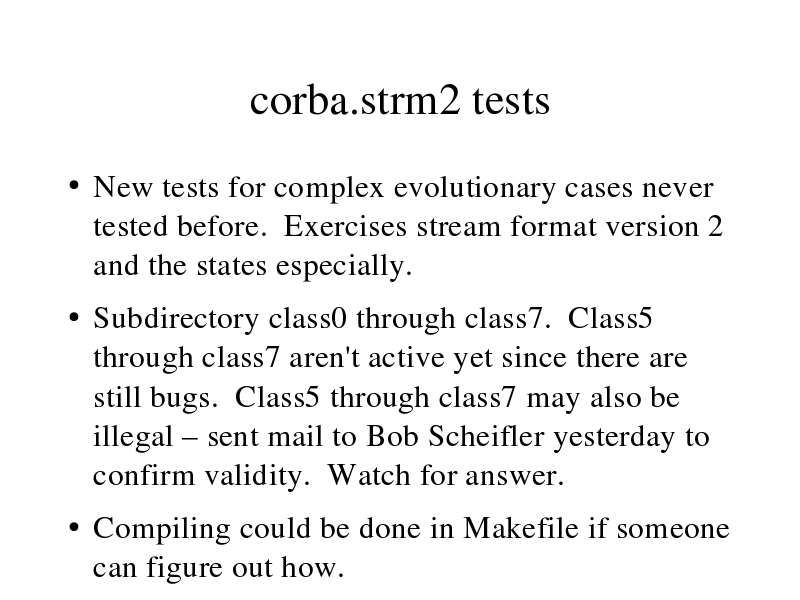 corba.strm2 tests
• New tests for complex evolutionary cases never
tested before.  Exercises stream format version 2
and the states especially.
• Subdirectory class0 through class7.  Class5
through class7 aren't active yet since there are
still bugs.  Class5 through class7 may also be
illegal – sent mail to Bob Scheifler yesterday to
confirm validity.  Watch for answer.
• Compiling could be done in Makefile if someone
can figure out how.